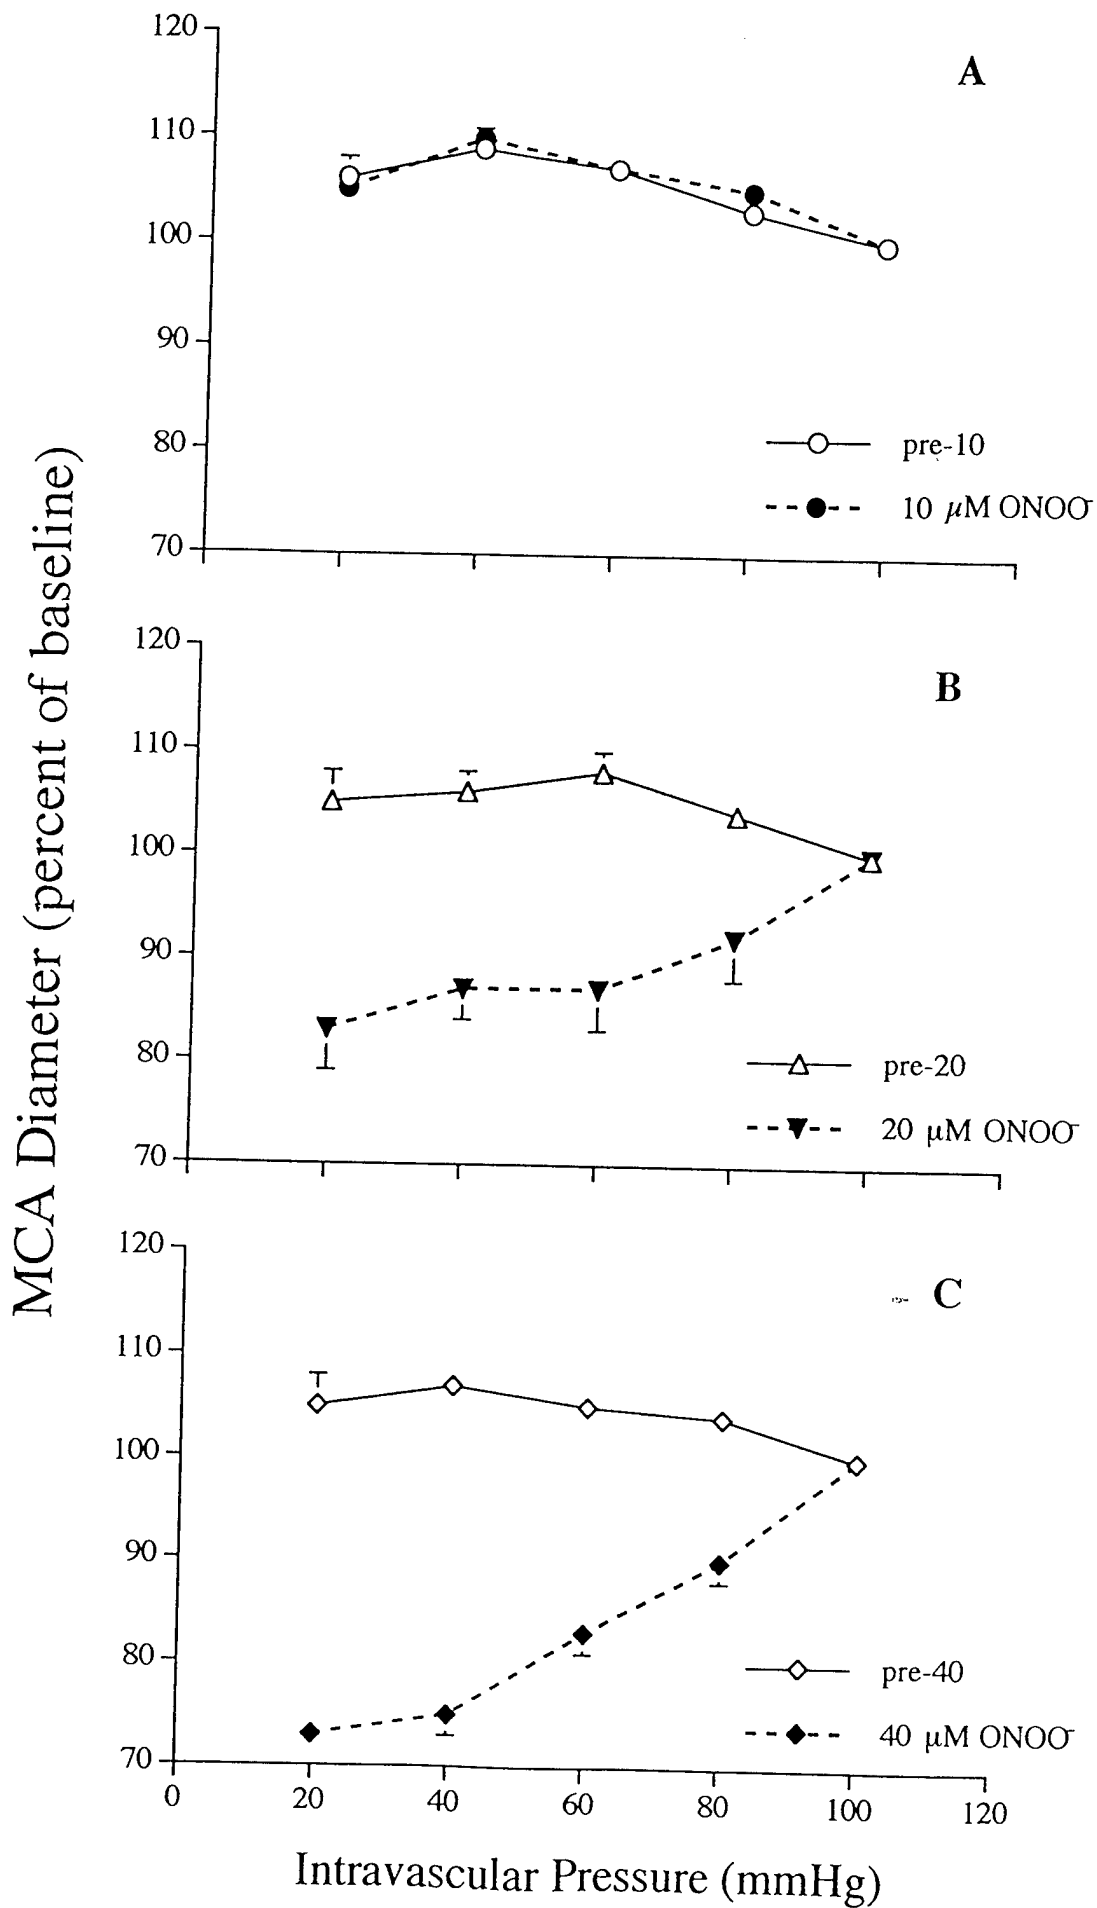 MCA Diameter (percent of baseline)
120
110
100
90
80
70
A
pre-10
10 μM ONOO⁻
120
110
100
90
80
70
B
pre-20
20 μM ONOO⁻
120
110
100
90
80
70
C
pre-40
40 μM ONOO⁻
0 20 40 60 80 100 120
Intravascular Pressure (mmHg)